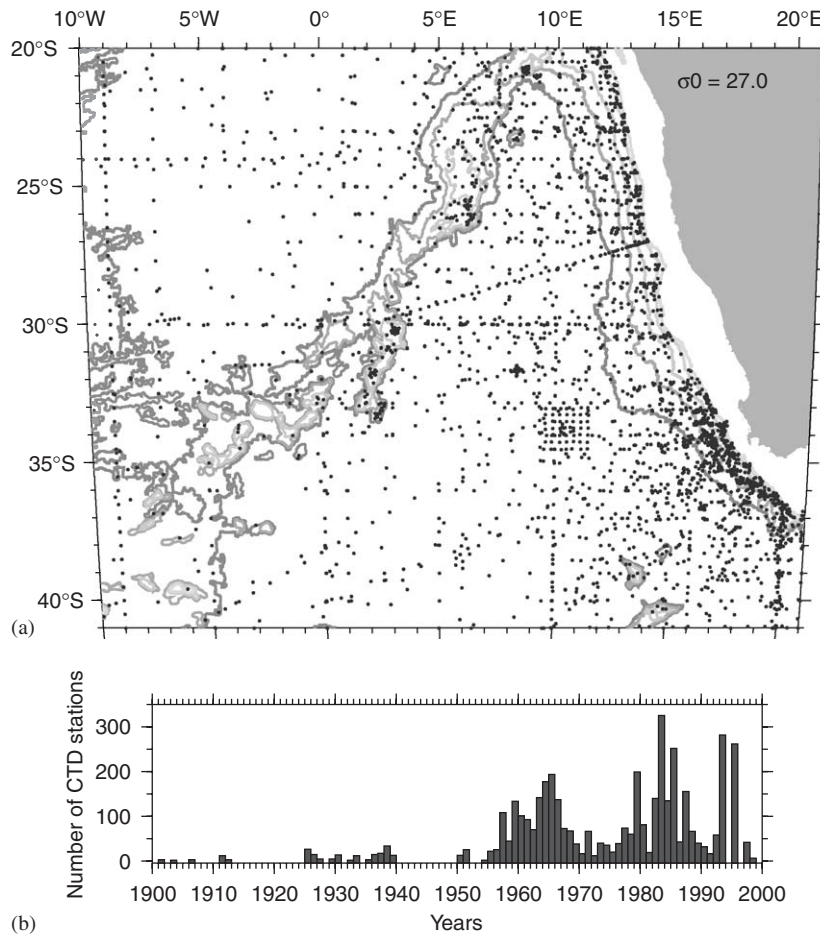 10°W 5°W 0° 5°E 10°E 15°E 20°E
20°S
σ0 = 27.0
25°S
30°S
35°S
40°S
(a)
Number of CTD stations
300
200
100
0
1900 1910 1920 1930 1940 1950 1960 1970 1980 1990 2000
Years
(b)